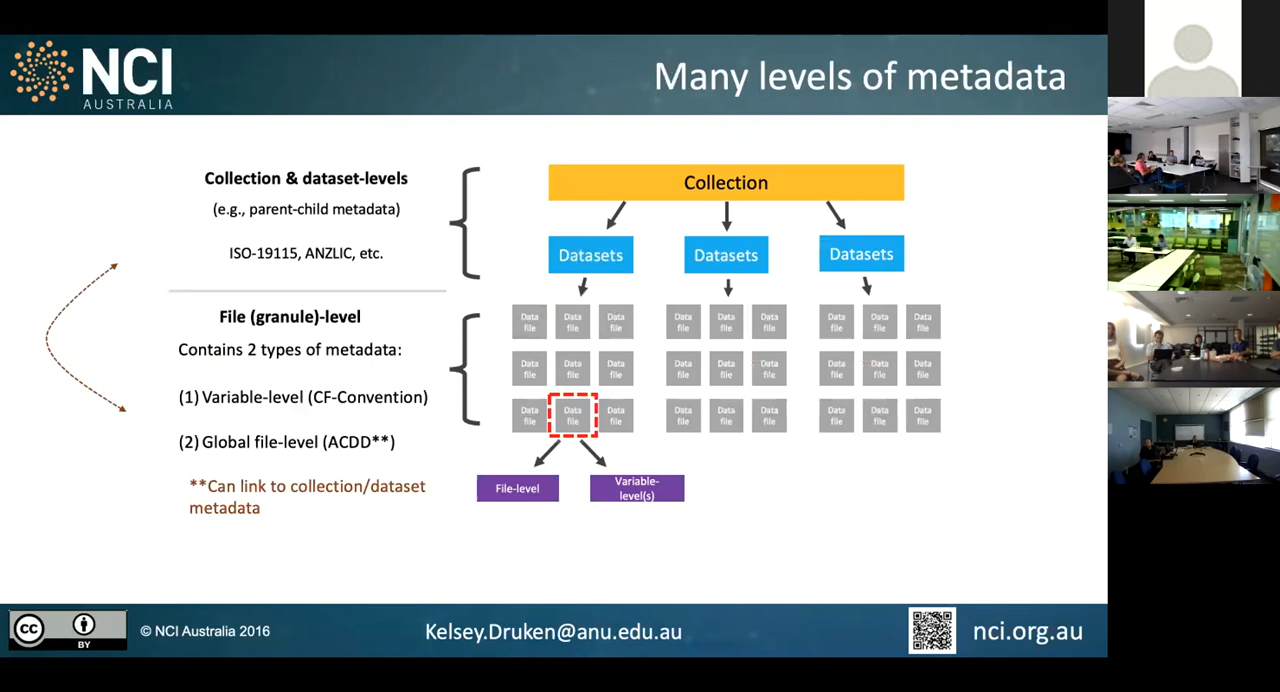 NCI
AUSTRALIA
Many levels of metadata
Collection & dataset-levels
(e.g., parent-child metadata)
ISO-19115, ANZLIC, etc.
File (granule)-level
Contains 2 types of metadata:
(1) Variable-level (CF-Convention)
(2) Global file-level (ACDD**)
**Can link to collection/dataset
metadata
Collection
Datasets Datasets Datasets
Data file Data file Data file Data file Data file Data file Data file Data file Data file
Data file Data file Data file Data file Data file Data file Data file Data file Data file
Data file Data file Data file Data file Data file Data file Data file Data file Data file
File-level
Variable-
level(s)
cc
BY
© NCI Australia 2016
Kelsey.Druken@anu.edu.au
nci.org.au